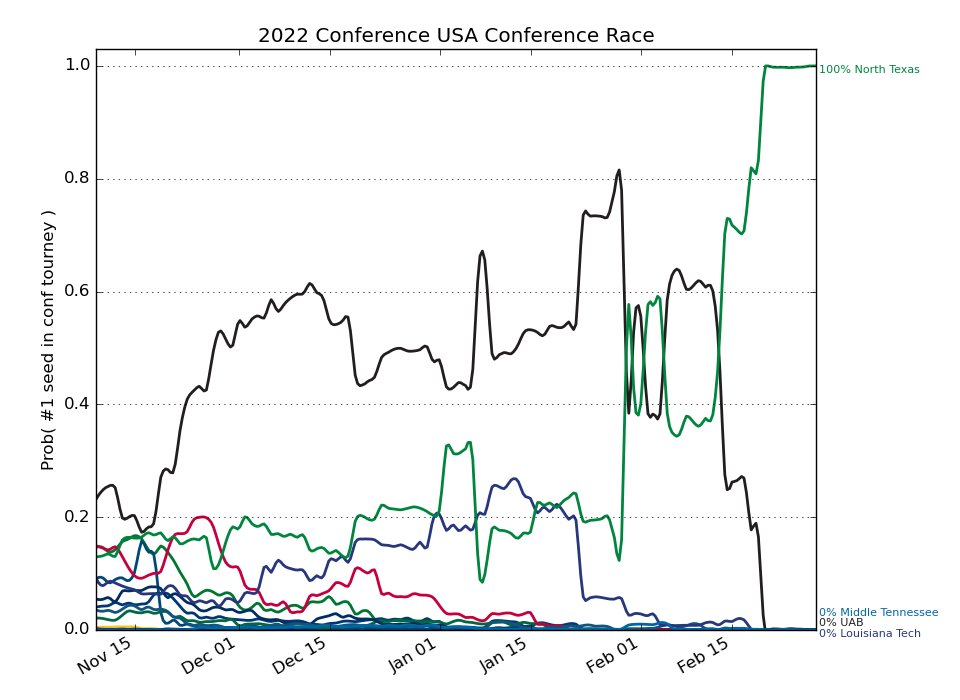 2022 Conference USA Conference Race
Prob( #1 seed in conf tourney )
1.0
0.8
0.6
0.4
0.2
0.0
100% North Texas
0% Middle Tennessee
0% UAB
0% Louisiana Tech
Nov 15
Dec 01
Dec 15
Jan 01
Jan 15
Feb 01
Feb 15